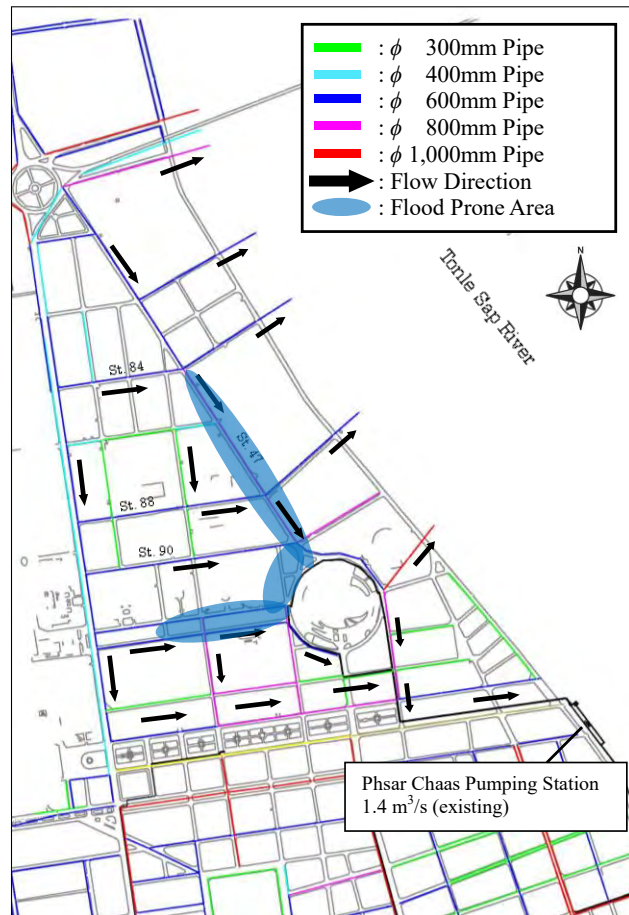 : ϕ 300mm Pipe
: ϕ 400mm Pipe
: ϕ 600mm Pipe
: ϕ 800mm Pipe
: ϕ 1,000mm Pipe
: Flow Direction
: Flood Prone Area
N
Tonle Sap River
St. 84
St. 47
St. 88
St. 90
Phsar Chaas Pumping Station
1.4 m³/s (existing)